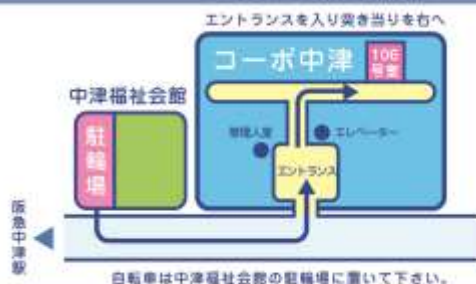 エントランスを入り突き当りを右へ
コーポ中津
106
号室
中津福祉会館
駐輪場
管理人室
エレベーター
エントランス
阪急中津駅
自転車は中津福祉会館の駐輪場に置いて下さい。